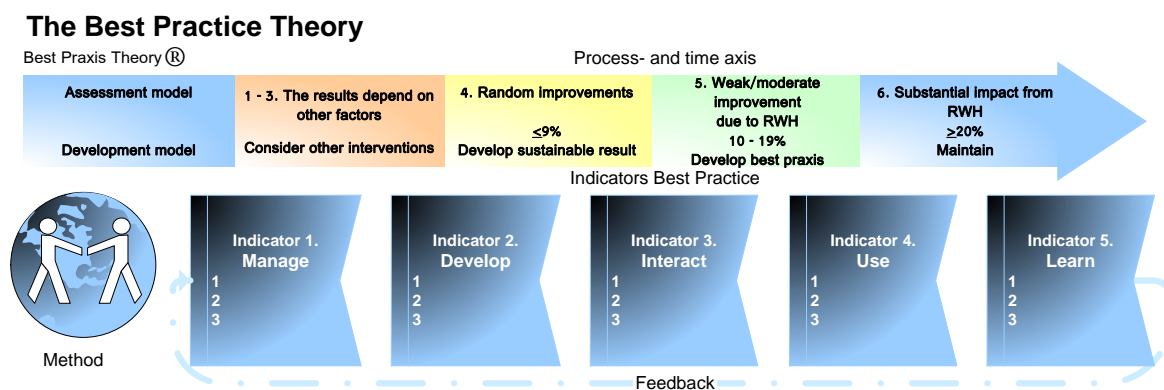 The Best Practice Theory
Best Praxis Theory ®
Process- and time axis
Assessment model
Development model
1 - 3. The results depend on
other factors
Consider other interventions
4. Random improvements
≤9%
Develop sustainable result
5. Weak/moderate
improvement
due to RWH
10 - 19%
Develop best praxis
6. Substantial impact from
RWH
≥20%
Maintain
Indicators Best Practice
Indicator 1.
Manage
1
2
3
Indicator 2.
Develop
1
2
3
Indicator 3.
Interact
1
2
3
Indicator 4.
Use
1
2
3
Indicator 5.
Learn
1
2
3
Method
Feedback